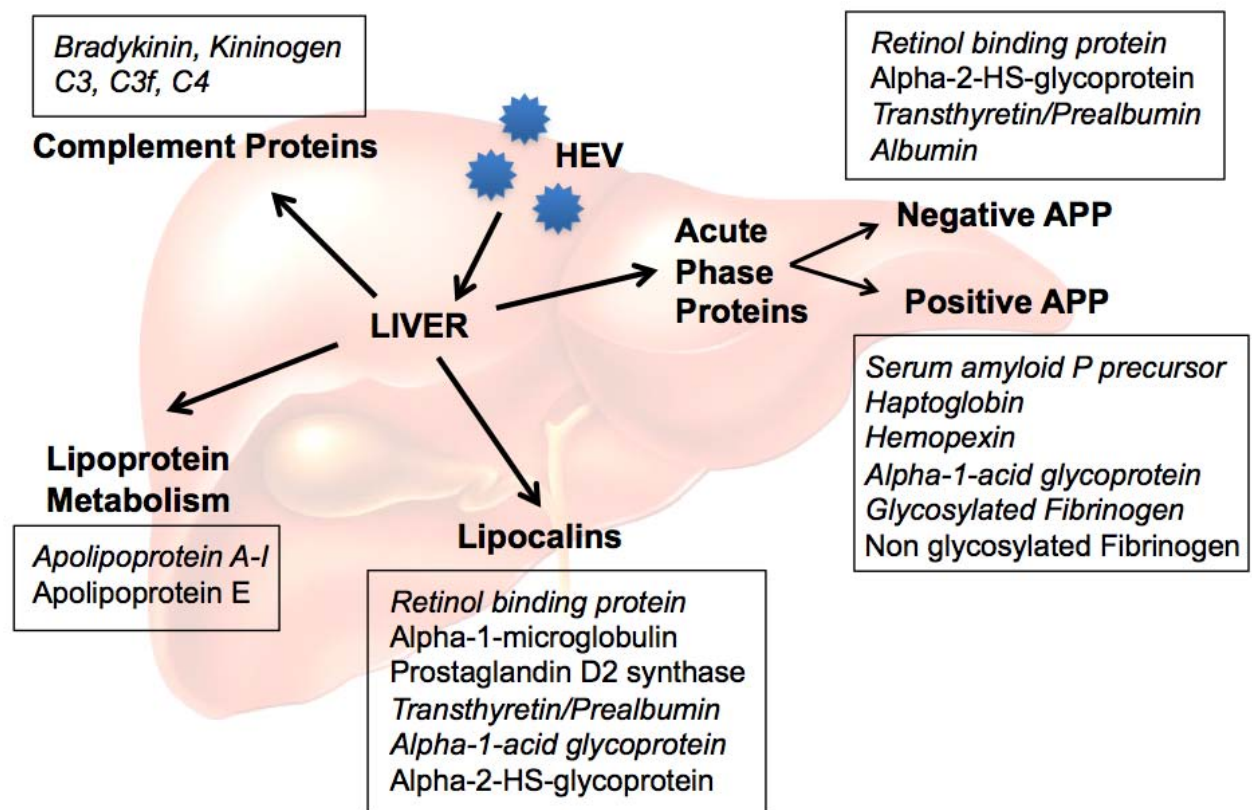 Bradykinin, Kininogen
C3, C3f, C4
Complement Proteins
HEV
Retinol binding protein
Alpha-2-HS-glycoprotein
Transthyretin/Prealbumin
Albumin
Negative APP
Acute
Phase
Proteins
Positive APP
LIVER
Serum amyloid P precursor
Haptoglobin
Hemopexin
Alpha-1-acid glycoprotein
Glycosylated Fibrinogen
Non glycosylated Fibrinogen
Lipoprotein
Metabolism
Apolipoprotein A-I
Apolipoprotein E
Lipocalins
Retinol binding protein
Alpha-1-microglobulin
Prostaglandin D2 synthase
Transthyretin/Prealbumin
Alpha-1-acid glycoprotein
Alpha-2-HS-glycoprotein